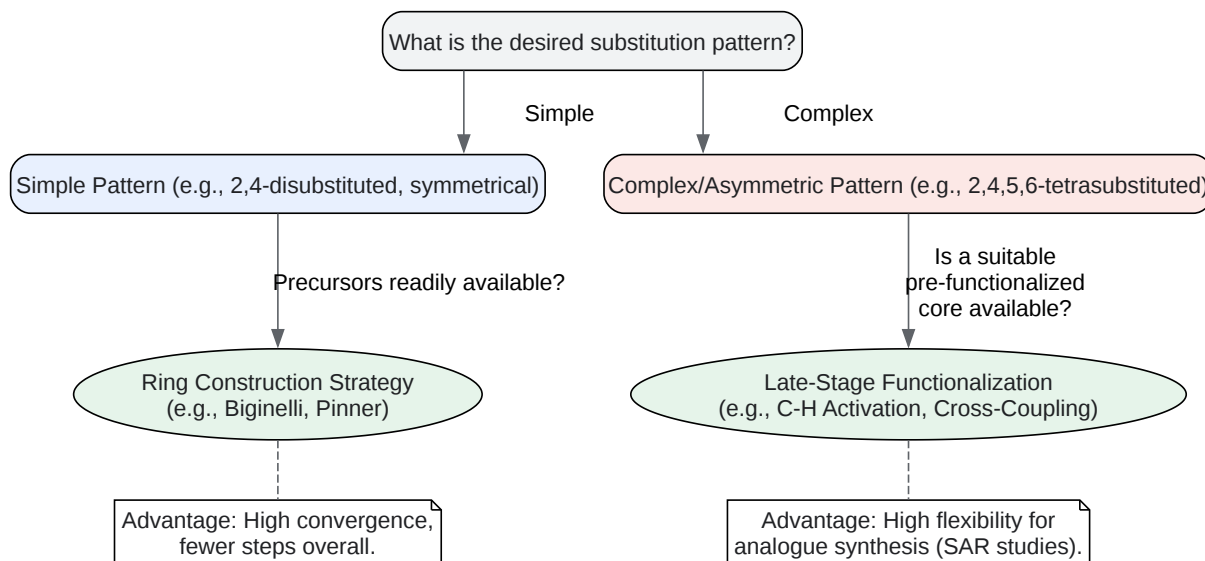 What is the desired substitution pattern?
Simple
Complex
Simple Pattern (e.g., 2,4-disubstituted, symmetrical)
Complex/Asymmetric Pattern (e.g., 2,4,5,6-tetrasubstituted)
Precursors readily available?
Is a suitable
pre-functionalized
core available?
Ring Construction Strategy
(e.g., Biginelli, Pinner)
Late-Stage Functionalization
(e.g., C-H Activation, Cross-Coupling)
Advantage: High convergence,
fewer steps overall.
Advantage: High flexibility for
analogue synthesis (SAR studies).